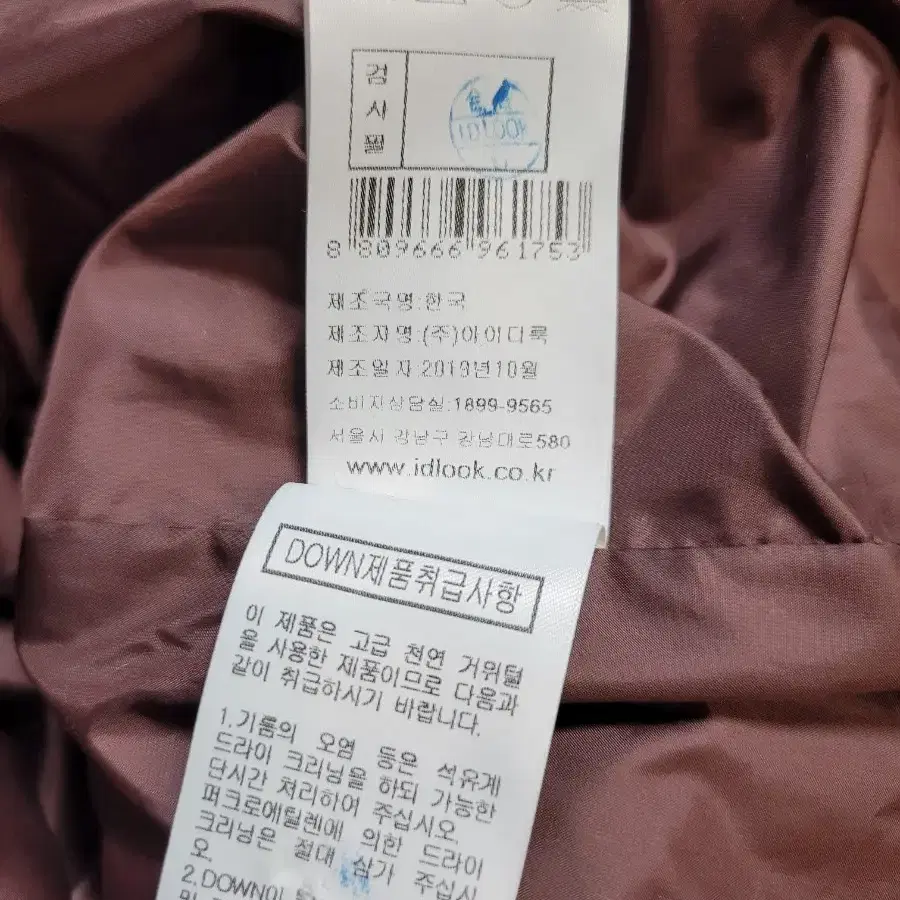 검사필
IDLOOK
8 809666 961753
제조국명:한국
제조자명:(주)아이디룩
제조일자:2013년10월
소비자상담실:1899-9565
서울시 강남구 강남대로580
www.idlook.co.kr
DOWN제품취급사항
이 제품은 고급 천연 거위털
을 사용한 제품이므로 다음과
같이 취급하시기 바랍니다.
1.기름의 오염 등은 석유계
드라이 크리닝을 하되 가능한
단시간 처리하여 주십시오.
퍼크로에틸렌에 의한 드라이
크리닝은 절대 삼가 주십시
오.
2.DOWN이